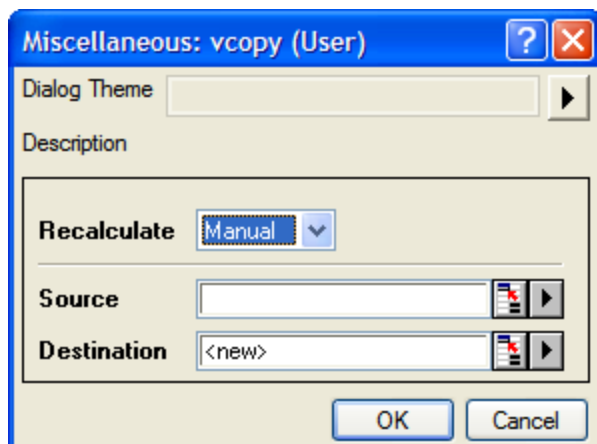 Miscellaneous: vcopy (User)
Dialog Theme
Description
Recalculate Manual
Source
Destination <new>
OK Cancel